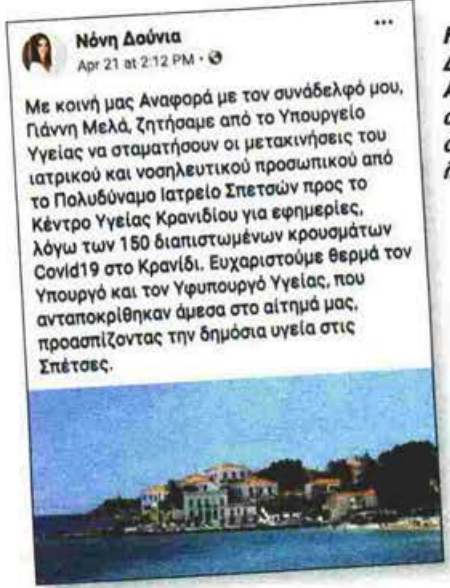 Νόνη Δούνια
Apr 21 at 2:12 PM ·
Με κοινή μας Αναφορά με τον συνάδελφό μου,
Γιάννη Μελά, ζητήσαμε από το Υπουργείο
Υγείας να σταματήσουν οι μετακινήσεις του
ιατρικού και νοσηλευτικού προσωπικού από
το Πολυδύναμο Ιατρείο Σπετσών προς το
Κέντρο Υγείας Κρανιδίου για εφημερίες,
λόγω των 150 διαπιστωμένων κρουσμάτων
Covid19 στο Κρανίδι. Ευχαριστούμε θερμά τον
Υπουργό και τον Υφυπουργό Υγείας, που
ανταποκρίθηκαν άμεσα στο αίτημά μας,
προασπίζοντας την δημόσια υγεία στις
Σπέτσες.